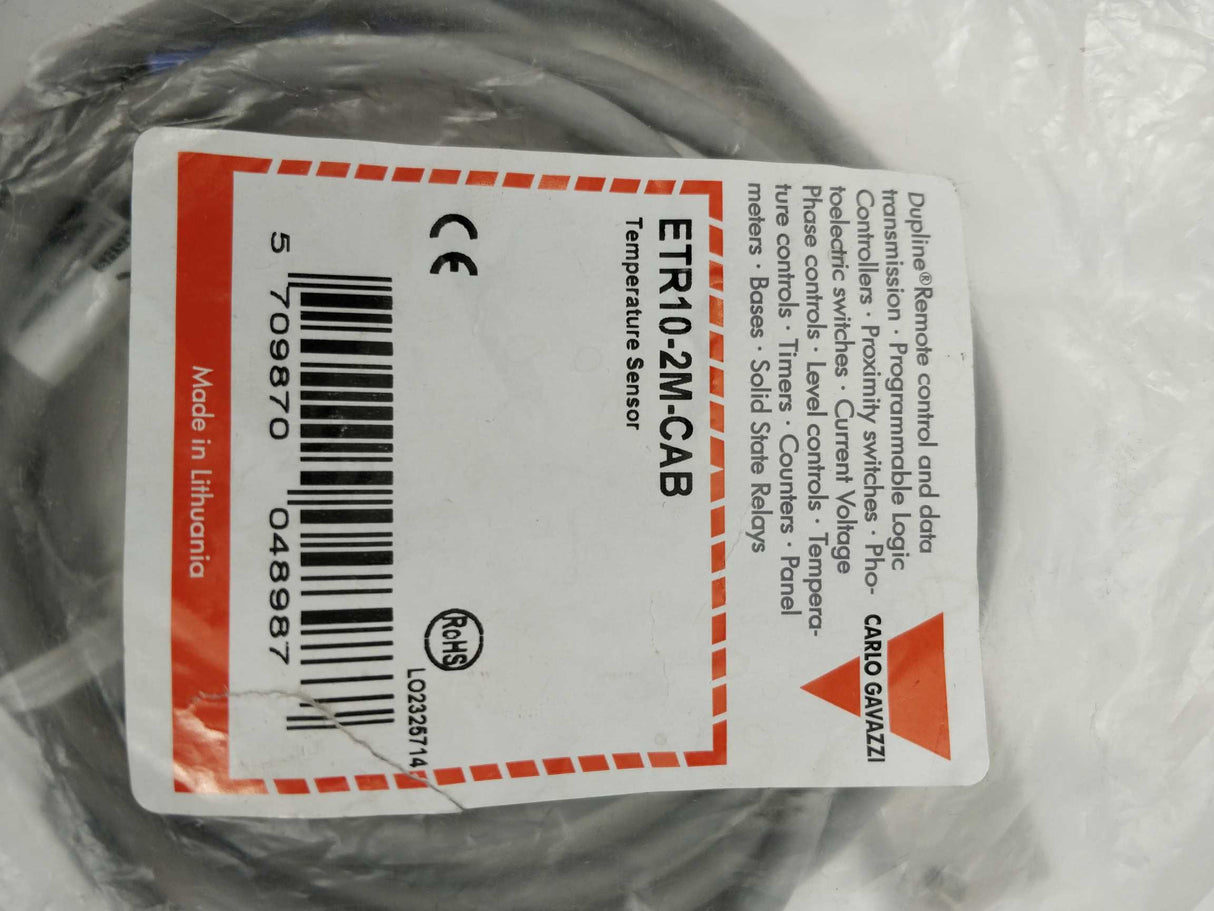 Dupline®Remote control and data
transmission · Programmable Logic
Controllers · Proximity switches · Pho-
toelectric switches · Current Voltage
Phase controls · Level controls · Tempera-
ture controls · Timers · Counters · Panel
meters · Bases · Solid State Relays
CARLO GAVAZZI
ETR10-2M-CAB
Temperature Sensor
CE
RoHS
LO2325714
5 709870 048987
Made in Lithuania